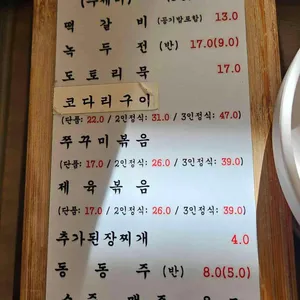 떡 갈 비 (돼지발효함) 13.0
녹 두 전 (반) 17.0(9.0)
도 토 리 묵 17.0
코다리구이
(단품: 22.0 / 2인정식: 31.0 / 3인정식: 47.0)
쭈꾸미볶음
(단품: 17.0 / 2인정식: 26.0 / 3인정식: 39.0)
제 육 볶 음
(단품: 17.0 / 2인정식: 26.0 / 3인정식: 39.0)
추가된장찌개 4.0
동 동 주 (반) 8.0(5.0)